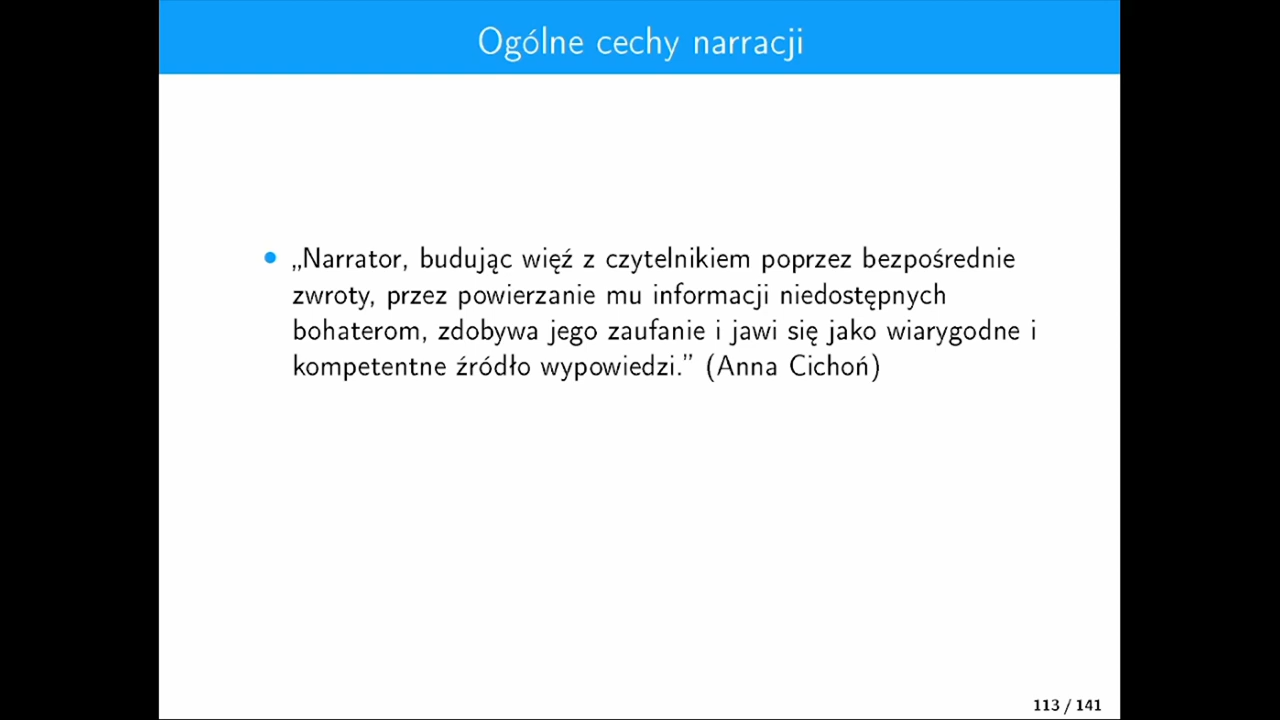 Ogólne cechy narracji
• „Narrator, budując więź z czytelnikiem poprzez bezpośrednie
zwroty, przez powierzanie mu informacji niedostępnych
bohaterom, zdobywa jego zaufanie i jawi się jako wiarygodne i
kompetentne źródło wypowiedzi.” (Anna Cichoń)
113 / 141